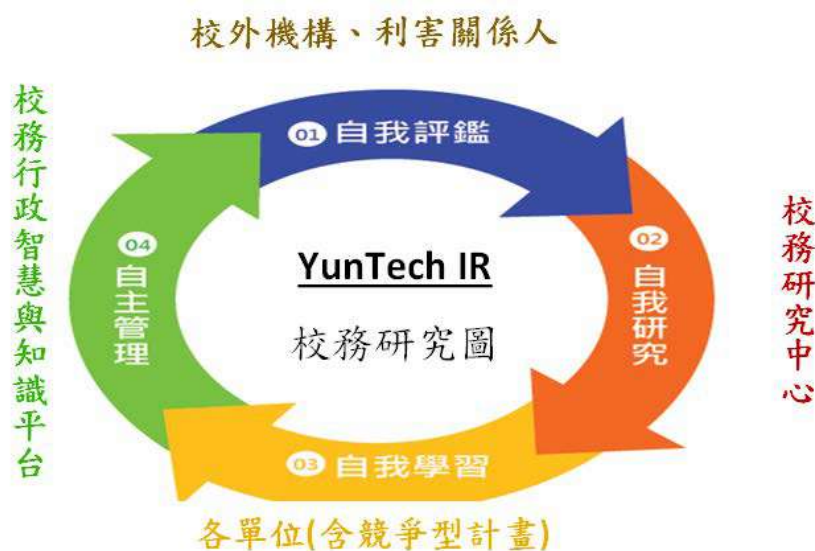 校外機構、利害關係人
01 自我評鑑
02 自我研究
校務研究中心
03 自我學習
各單位(含競爭型計畫)
04 自主管理
校務行政智慧與知識平台
YunTech IR
校務研究圖